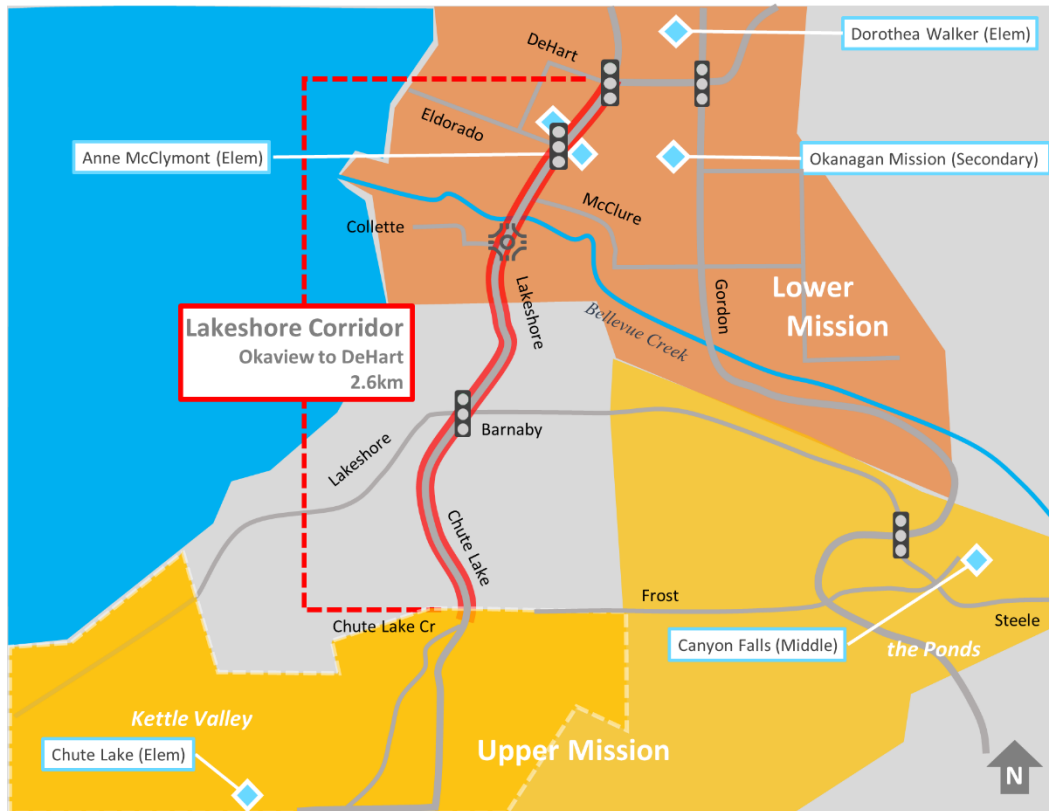 Dorothea Walker (Elem)
DeHart
Eldorado
Anne McClymont (Elem)
Okanagan Mission (Secondary)
McClure
Collette
Lakeshore
Gordon
Lower
Mission
Bellevue Creek
Lakeshore Corridor
Okaview to DeHart
2.6km
Barnaby
Lakeshore
Chute Lake
Frost
Chute Lake Cr
Steele
Canyon Falls (Middle)
the Ponds
Kettle Valley
Chute Lake (Elem)
Upper Mission
N